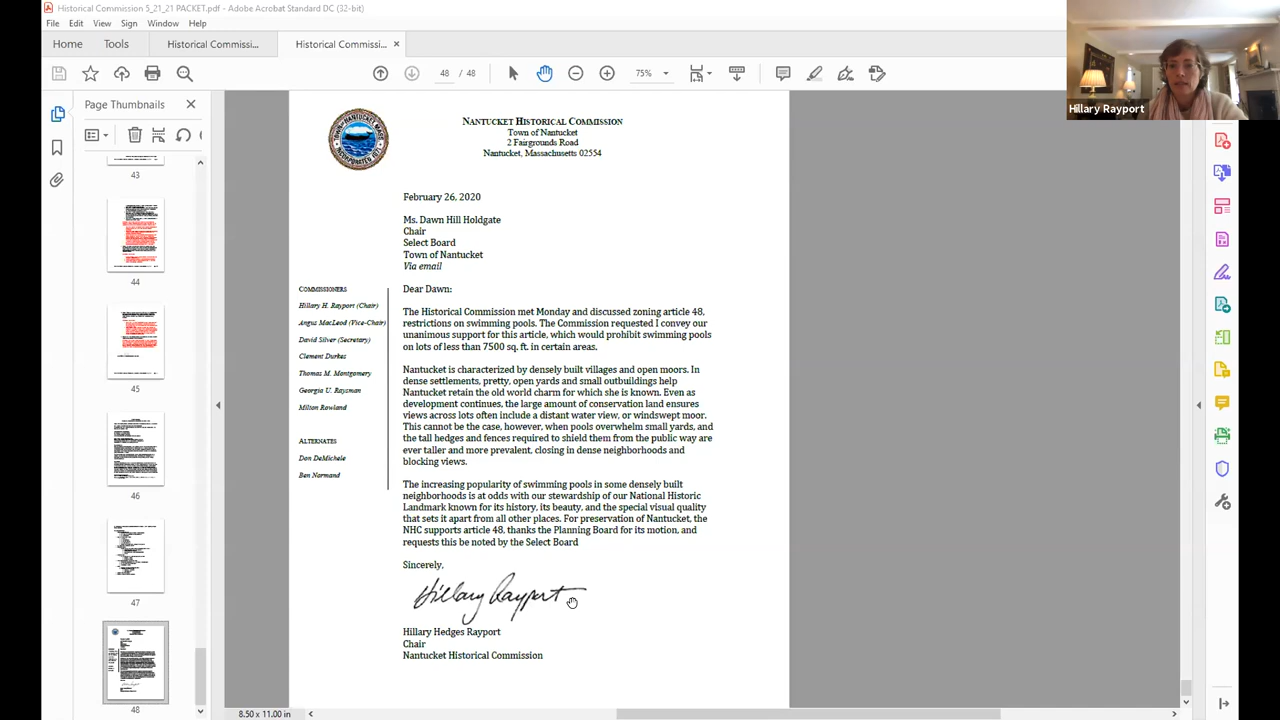 Historical Commission 5_21_21 PACKET.pdf - Adobe Acrobat Standard DC (32-bit)
File Edit View Sign Window Help
Home Tools Historical Commissi... Historical Commissi... ×
48 / 48 75%
Hillary Rayport
Page Thumbnails
43
44
45
46
47
48
NANTUCKET HISTORICAL COMMISSION
Town of Nantucket
2 Fairgrounds Road
Nantucket, Massachusetts 02554
February 26, 2020
Ms. Dawn Hill Holdgate
Chair
Select Board
Town of Nantucket
Via email
Dear Dawn:
COMMISSIONERS
Hillary H. Rayport (Chair)
Angus MacLeod (Vice-Chair)
David Silver (Secretary)
Clement Durkes
Thomas M. Montgomery
Georgia U. Raysman
Milton Rowland
ALTERNATES
Don DeMichele
Ben Normand
The Historical Commission met Monday and discussed zoning article 48,
restrictions on swimming pools. The Commission requested I convey our
unanimous support for this article, which would prohibit swimming pools
on lots of less than 7500 sq. ft. in certain areas.
Nantucket is characterized by densely built villages and open moors. In
dense settlements, pretty, open yards and small outbuildings help
Nantucket retain the old world charm for which she is known. Even as
development continues, the large amount of conservation land ensures
views across lots often include a distant water view, or windswept moor.
This cannot be the case, however, when pools overwhelm small yards, and
the tall hedges and fences required to shield them from the public way are
ever taller and more prevalent, closing in dense neighborhoods and
blocking views.
The increasing popularity of swimming pools in some densely built
neighborhoods is at odds with our stewardship of our National Historic
Landmark known for its history, its beauty, and the special visual quality
that sets it apart from all other places. For preservation of Nantucket, the
NHC supports article 48, thanks the Planning Board for its motion, and
requests this be noted by the Select Board
Sincerely,
Hillary Rayport
Hillary Hedges Rayport
Chair
Nantucket Historical Commission
8.50 x 11.00 in